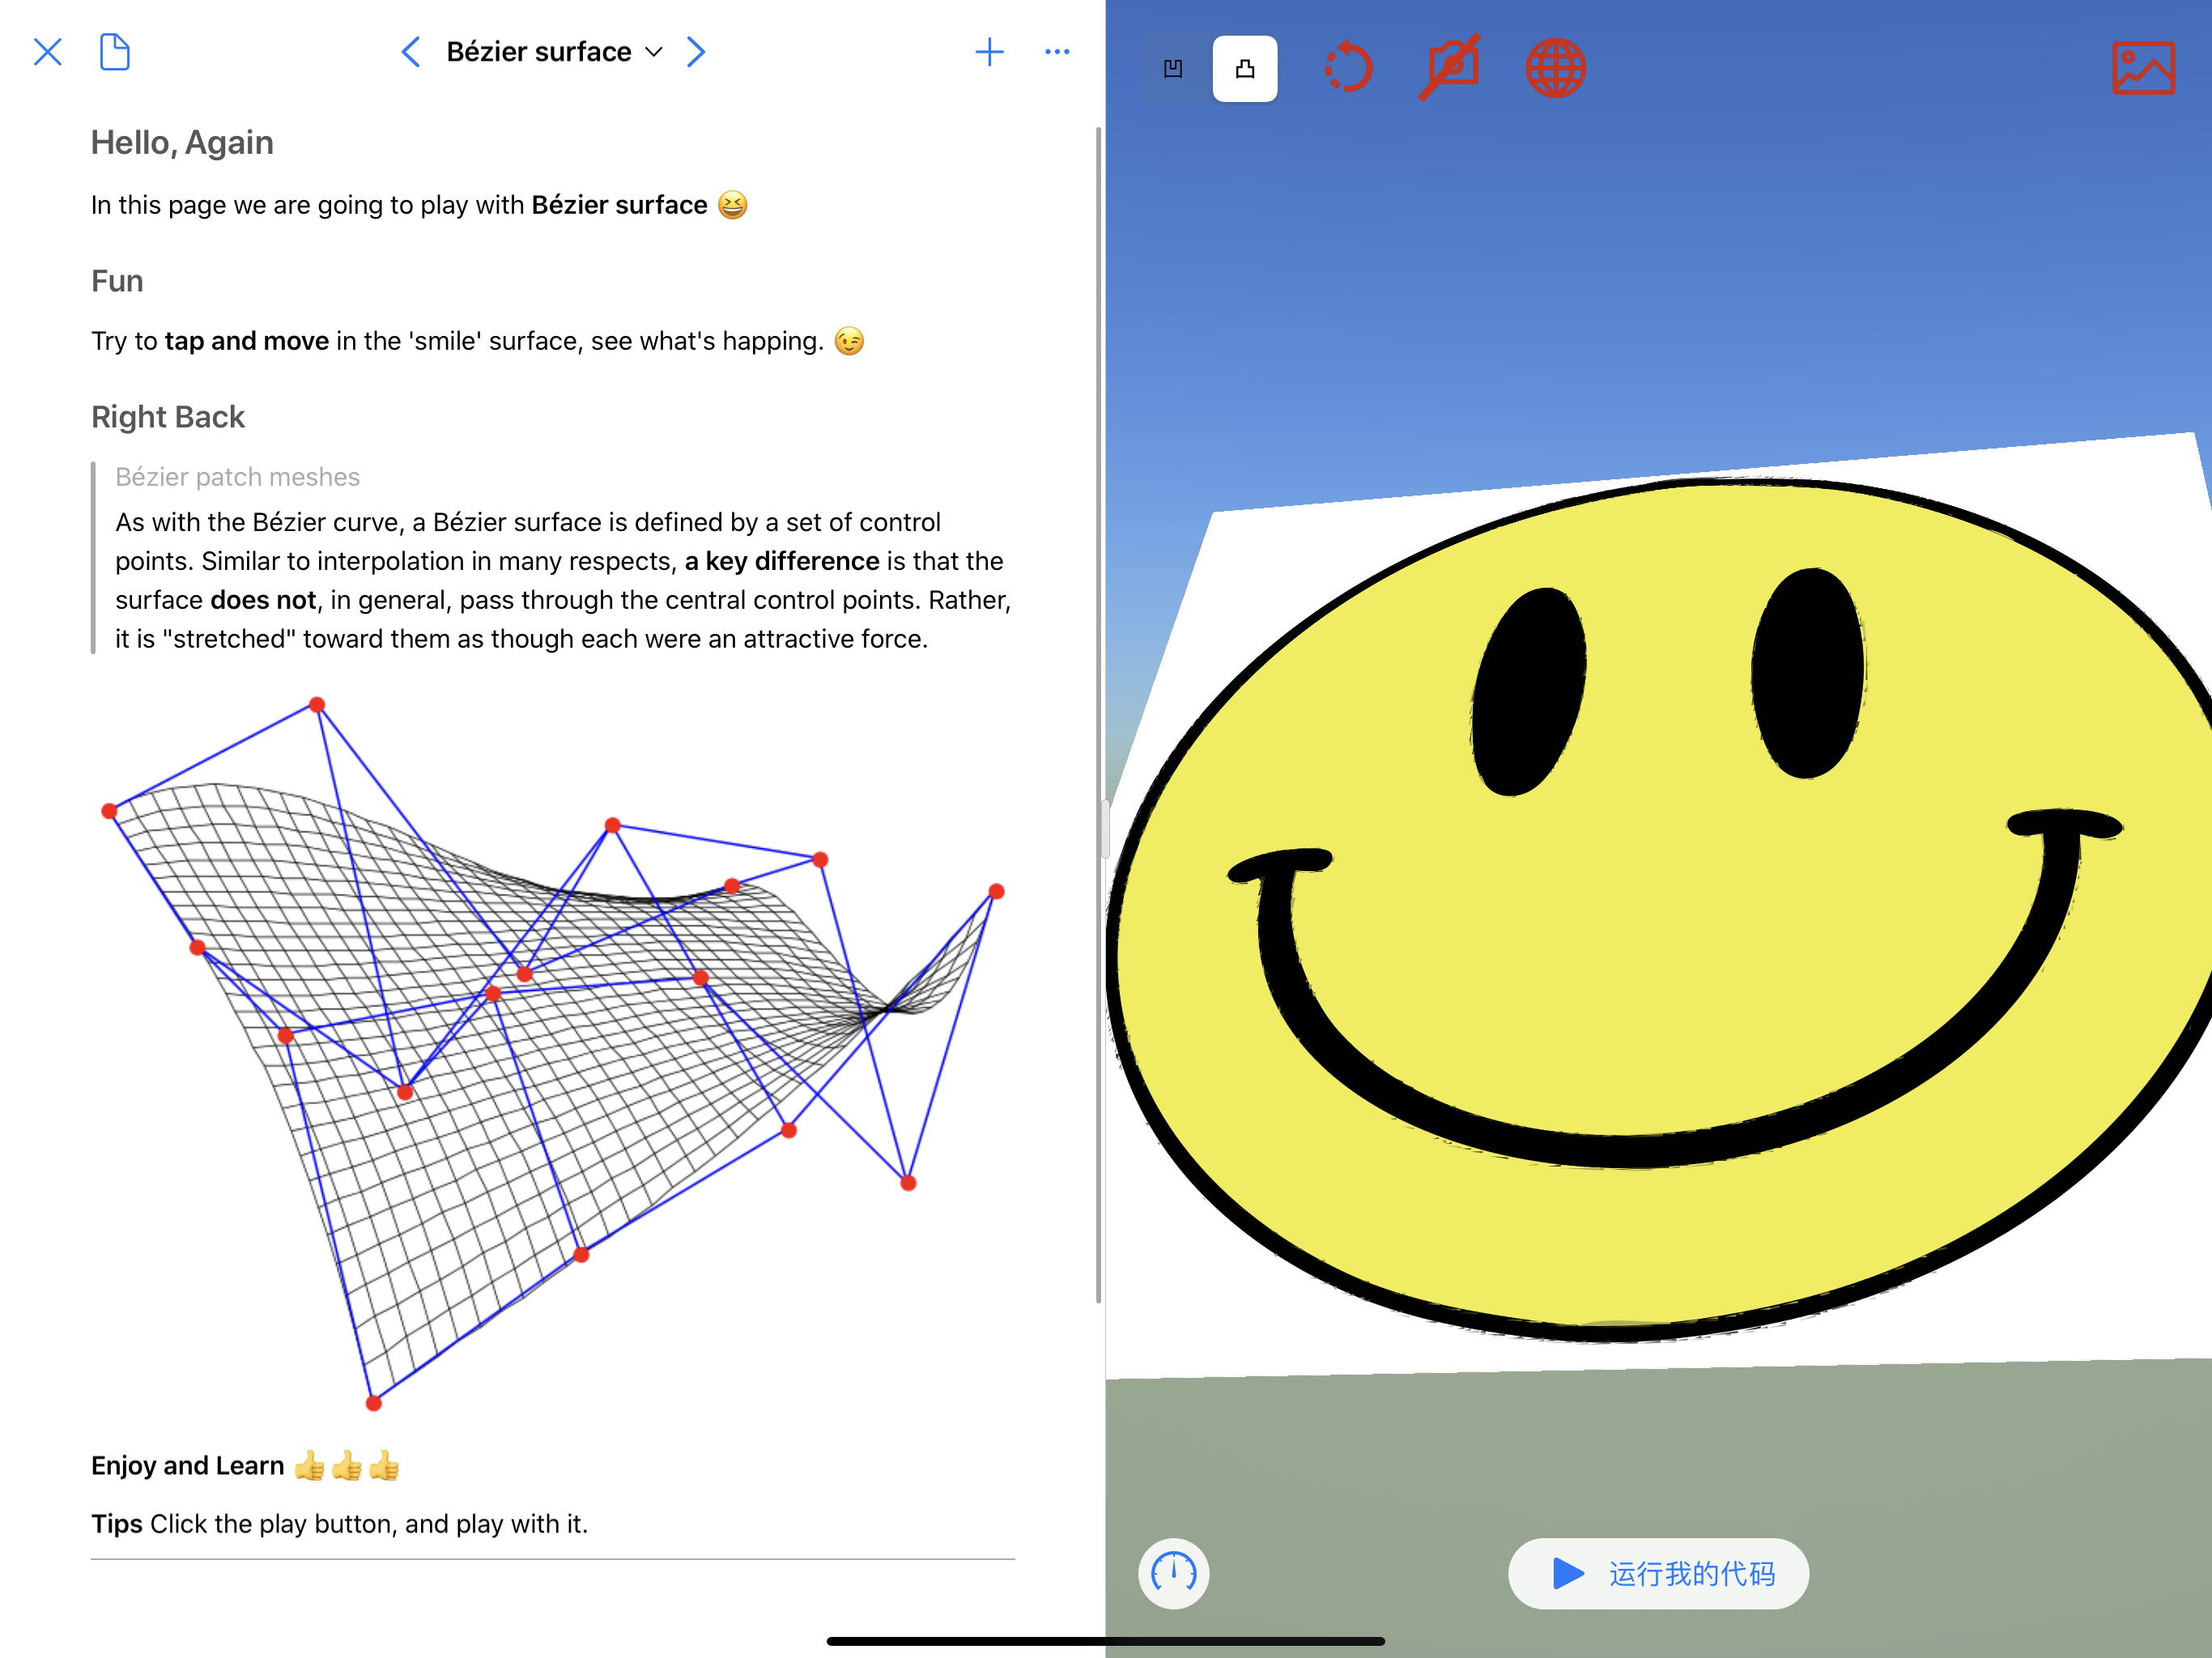 Bézier surface
Hello, Again
In this page we are going to play with Bézier surface 😆
Fun
Try to tap and move in the 'smile' surface, see what's happing. 😉
Right Back
Bézier patch meshes
As with the Bézier curve, a Bézier surface is defined by a set of control
points. Similar to interpolation in many respects, a key difference is that the
surface does not, in general, pass through the central control points. Rather,
it is "stretched" toward them as though each were an attractive force.
Enjoy and Learn 👍👍👍
Tips Click the play button, and play with it.
凹
凸
运行我的代码